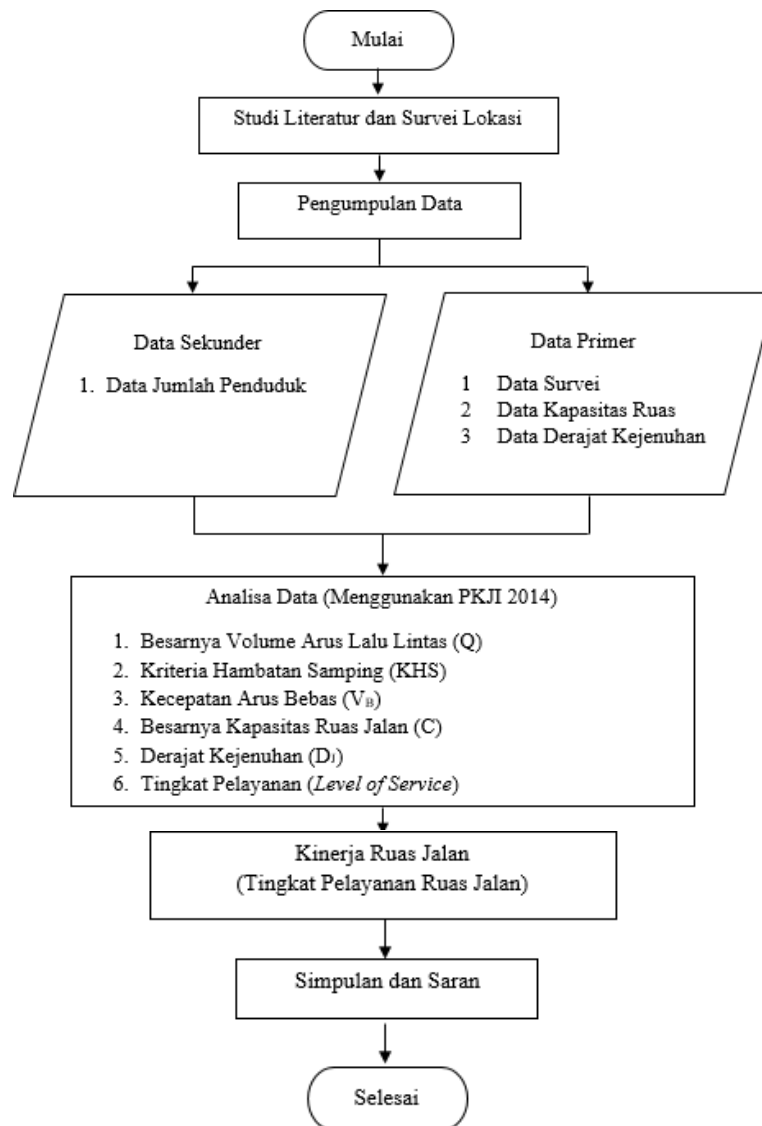 Mulai
Studi Literatur dan Survei Lokasi
Pengumpulan Data
Data Sekunder
1. Data Jumlah Penduduk
Data Primer
1 Data Survei
2 Data Kapasitas Ruas
3 Data Derajat Kejenuhan
Analisa Data (Menggunakan PKJI 2014)
1. Besarnya Volume Arus Lalu Lintas (Q)
2. Kriteria Hambatan Samping (KHS)
3. Kecepatan Arus Bebas (VB)
4. Besarnya Kapasitas Ruas Jalan (C)
5. Derajat Kejenuhan (DJ)
6. Tingkat Pelayanan (Level of Service)
Kinerja Ruas Jalan
(Tingkat Pelayanan Ruas Jalan)
Simpulan dan Saran
Selesai